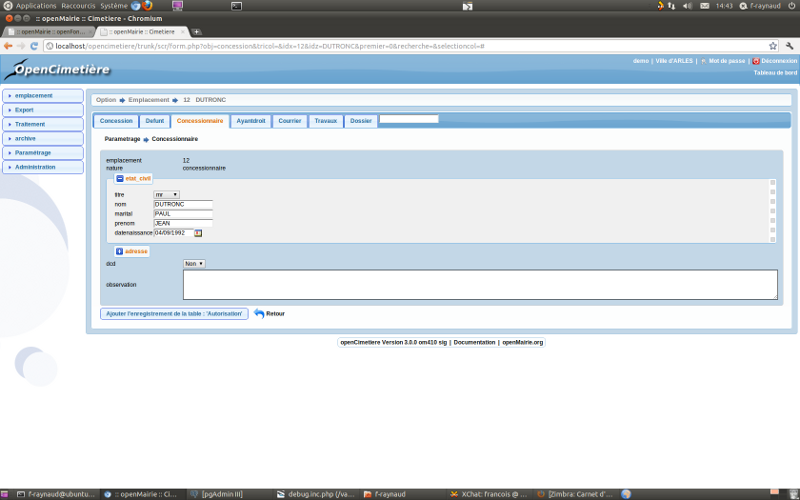 Applications Raccourcis Système 14:43 f-raynaud
:: openMairie :: Cimetiere - Chromium
:: openMairie :: openfon... :: openMairie :: Cimetiere
localhost/opencimetiere/trunk/scr/form.php?obj=concession&tricol=&idx=12&idz=DUTRONC&premier=0&recherche=&selectioncol=#
OpenCimetière
demo | Ville d'ARLES | Mot de passe | Déconnexion
Tableau de bord
emplacement
Export
Traitement
archive
Paramétrage
Administration
Option Emplacement 12 DUTRONC
Concession Defunt Concessionnaire Ayantdroit Courrier Travaux Dossier
Parametrage Concessionnaire
emplacement 12
nature concessionnaire
etat_civil
titre mr
nom DUTRONC
marital PAUL
prenom JEAN
datenaissance 04/09/1992
adresse
dcd Non
observation
Ajouter l'enregistrement de la table : 'Autorisation' Retour
openCimetiere Version 3.0.0 om410 sig | Documentation | openMairie.org
f-raynaud@ubuntu... :: openMairie :: Ci... [pgAdmin III] debug.inc.php (/va... f-raynaud XChat: francois @ ... [Zimbra: Carnet d'...